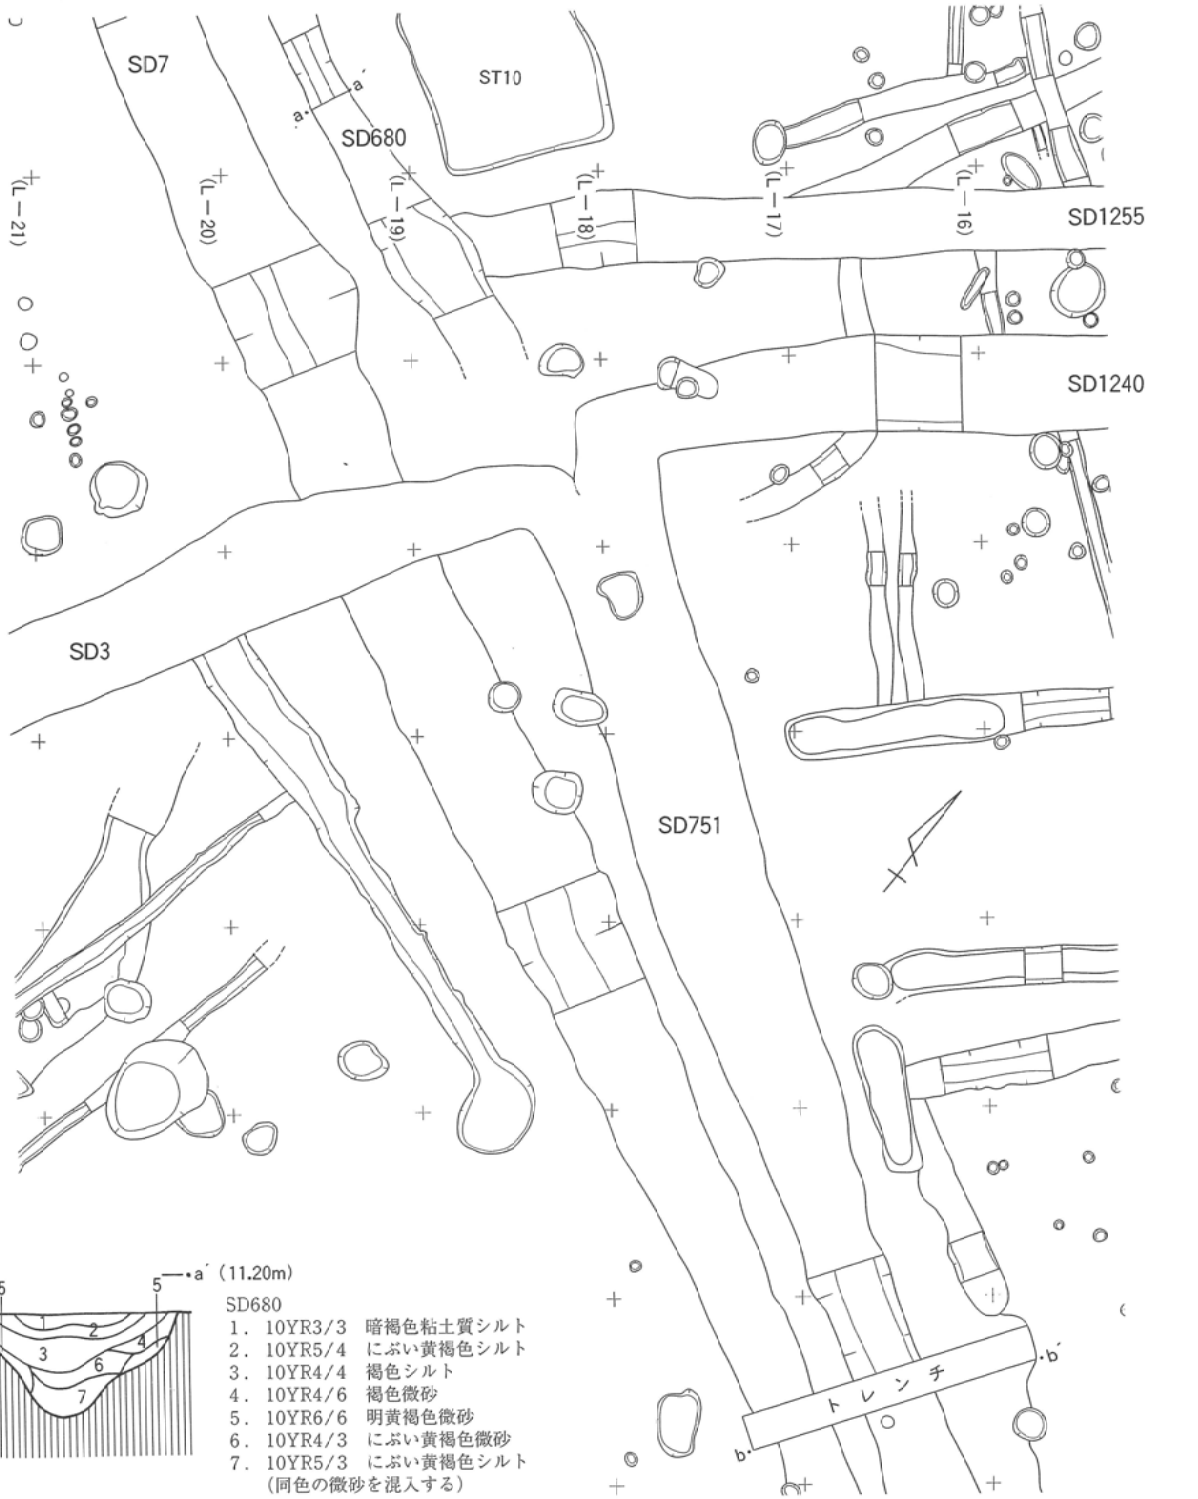 SD7
ST10
a
a´
SD680
(L―21)
(L―20)
(L―19)
(L―18)
(L―17)
(L―16)
SD1255
SD1240
SD3
SD751
トレンチ
b
b´
5
5
a´ (11.20m)
1
2
3
4
6
7
SD680
1. 10YR3/3 暗褐色粘土質シルト
2. 10YR5/4 にぶい黄褐色シルト
3. 10YR4/4 褐色シルト
4. 10YR4/6 褐色微砂
5. 10YR6/6 明黄褐色微砂
6. 10YR4/3 にぶい黄褐色微砂
7. 10YR5/3 にぶい黄褐色シルト
(同色の微砂を混入する)